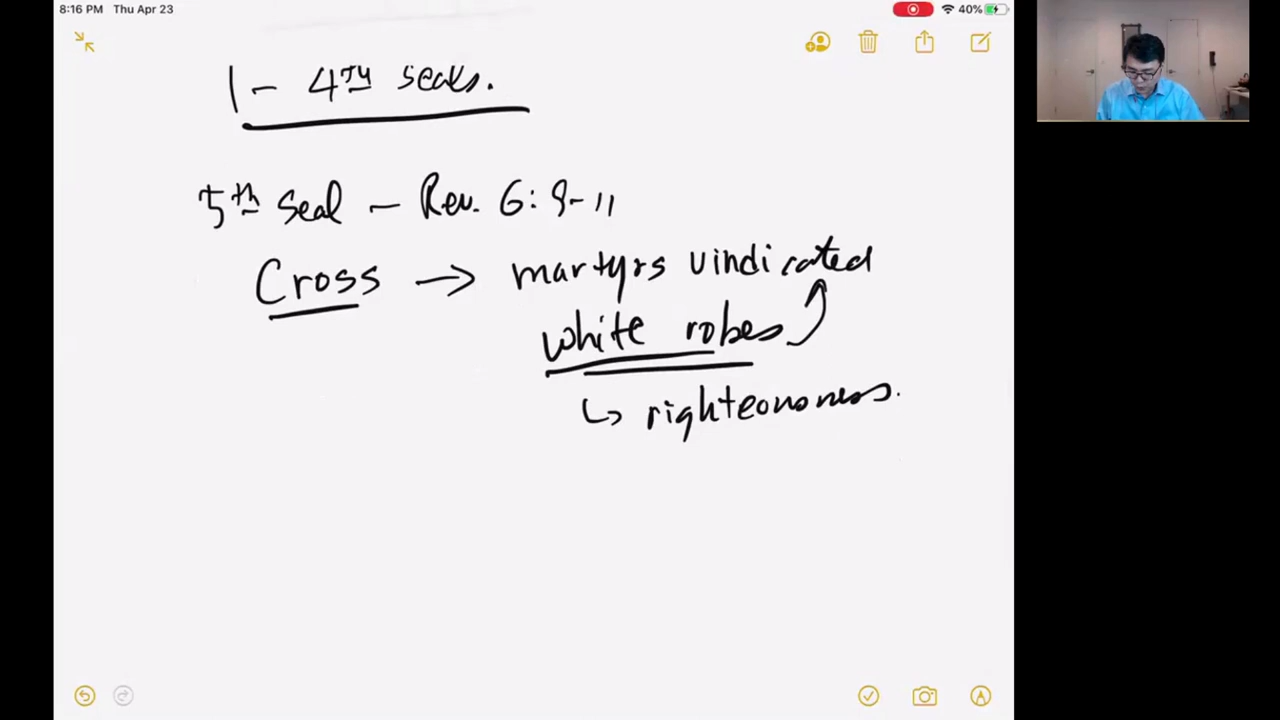 8:16 PM Thu Apr 23 40%
1 - 4TH seals.
5th seal - Rev. 6:9-11
Cross → martyrs vindicated
white robes
↳ righteousness.